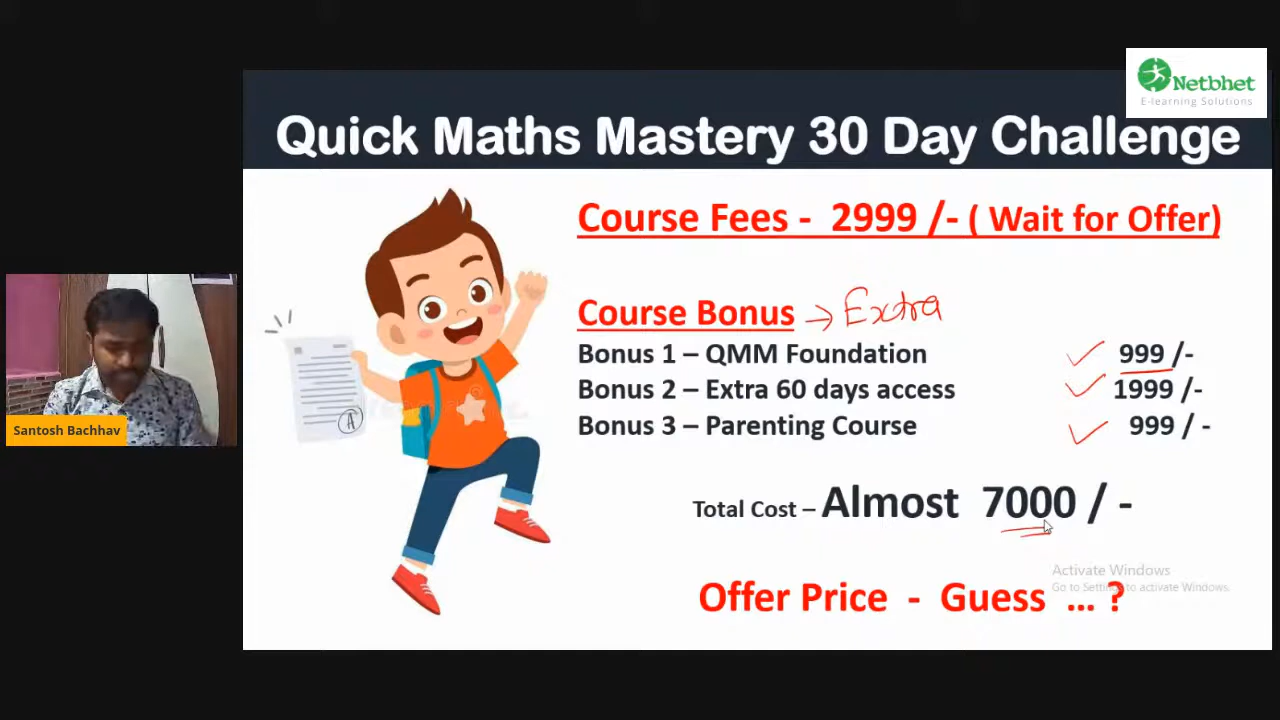 Netbhet
E-learning Solutions
Quick Maths Mastery 30 Day Challenge
Course Fees - 2999 /- ( Wait for Offer)
Course Bonus → Extra
Bonus 1 – QMM Foundation 999 /-
Bonus 2 – Extra 60 days access 1999 /-
Bonus 3 – Parenting Course 999 / -
Santosh Bachhav
A
Total Cost – Almost 7000 / -
Activate Windows
Go to Settings to activate Windows.
Offer Price - Guess ... ?